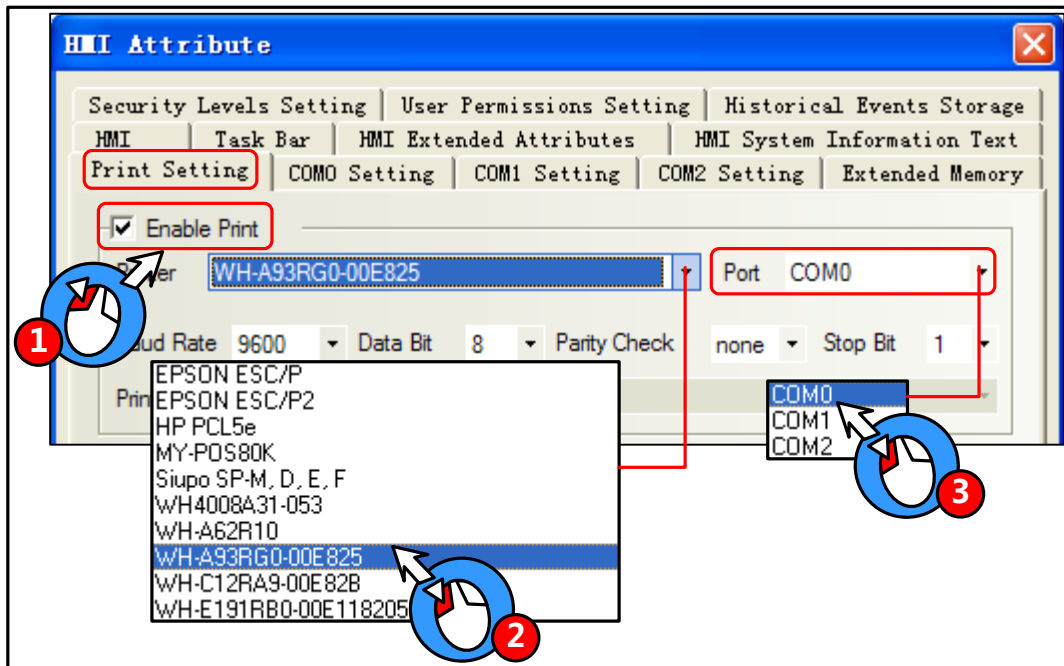 HMI Attribute
Security Levels Setting User Permissions Setting Historical Events Storage
HMI Task Bar HMI Extended Attributes HMI System Information Text
Print Setting COM0 Setting COM1 Setting COM2 Setting Extended Memory
Enable Print
WH-A93RG0-00E825 Port COM0
1
Rate 9600 Data Bit 8 Parity Check none Stop Bit 1
EPSON ESC/P
EPSON ESC/P2
HP PCL5e
MY-POS80K
Siupo SP-M, D, E, F
WH4008A31-053
WH-A62R10
WH-A93RG0-00E825
WH-C12RA9-00E82B
WH-E191RB0-00E118205
2
COM0
COM1
COM2
3